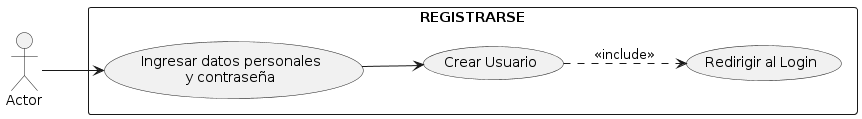 REGISTRARSE
Actor
Ingresar datos personales
y contraseña
Crear Usuario
«include»
Redirigir al Login